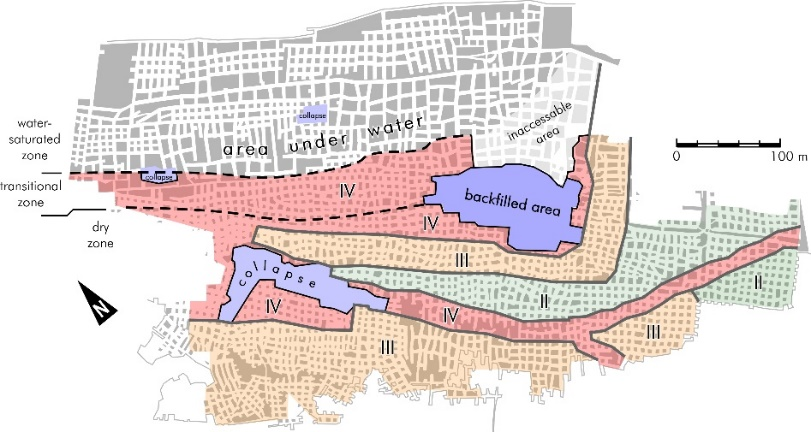 collapse
area under water
inaccessable
area
water-
saturated
zone
0 100 m
collapse
transitional
zone
IV
backfilled area
IV
dry
zone
III
collapse
II
II
IV
IV
III
III
N